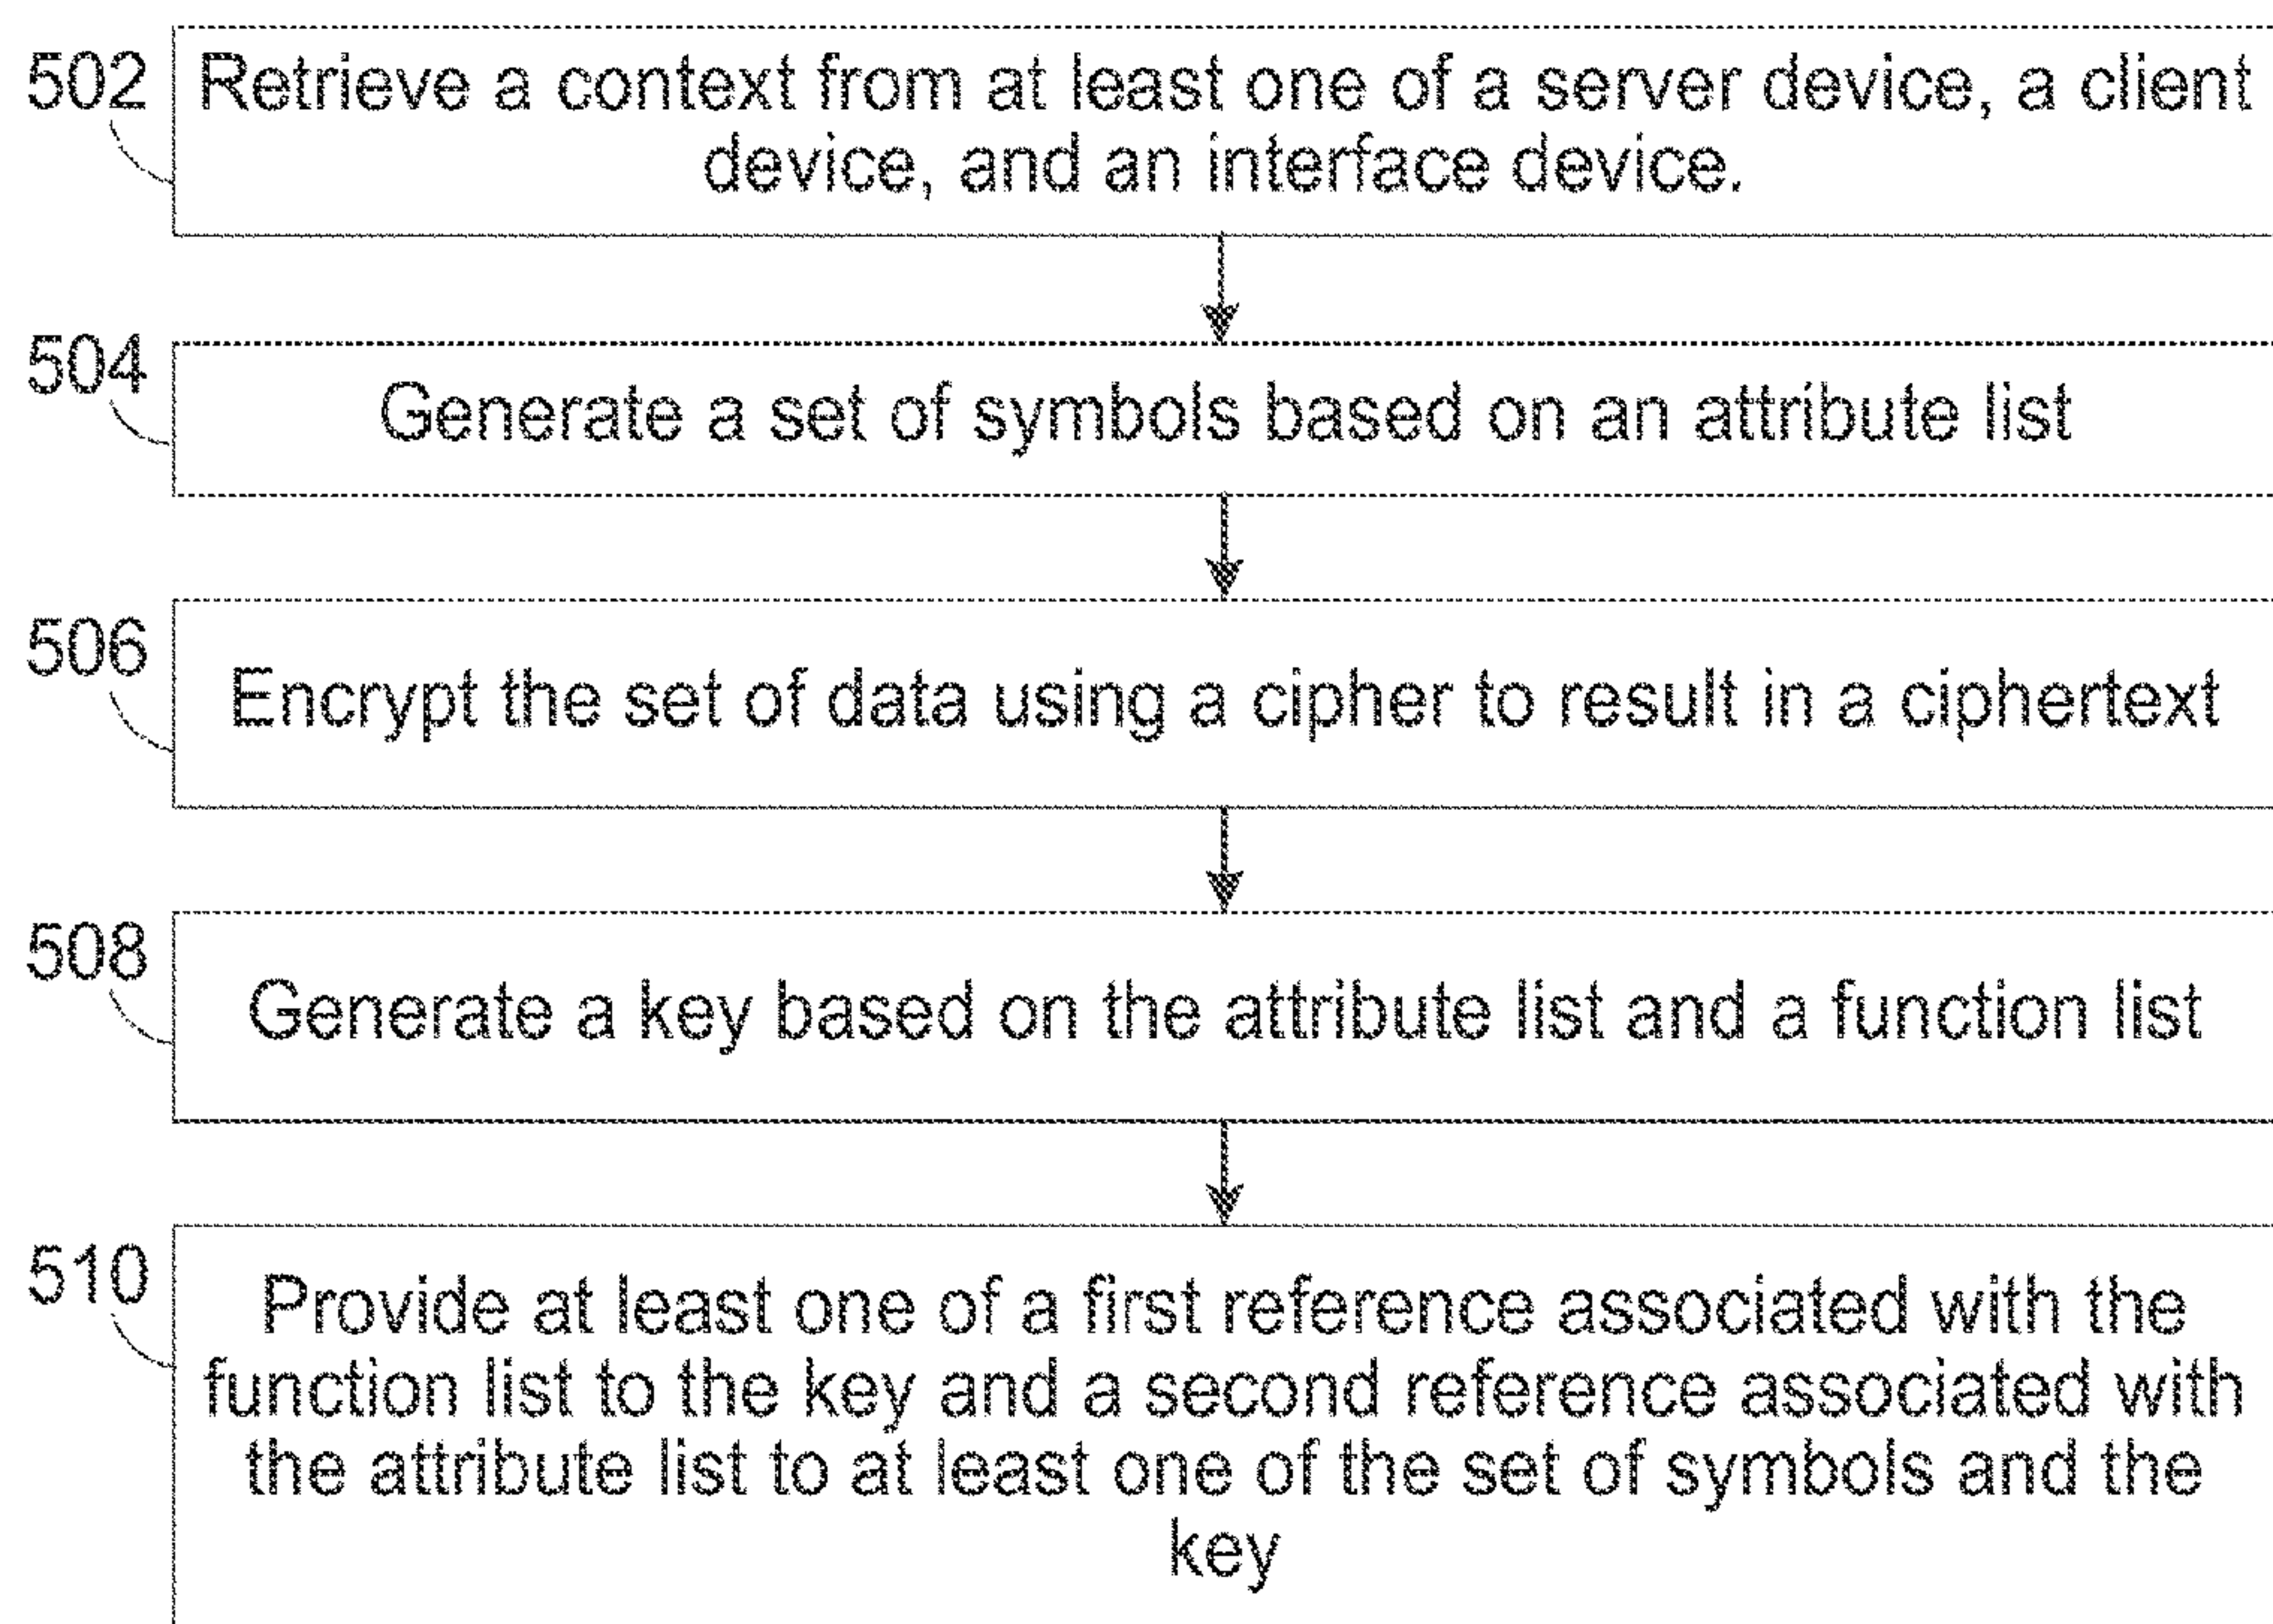 502
Retrieve a context from at least one of a server device, a client
device, and an interface device.
504
Generate a set of symbols based on an attribute list
506
Encrypt the set of data using a cipher to result in a ciphertext
508
Generate a key based on the attribute list and a function list
510
Provide at least one of a first reference associated with the
function list to the key and a second reference associated with
the attribute list to at least one of the set of symbols and the
key